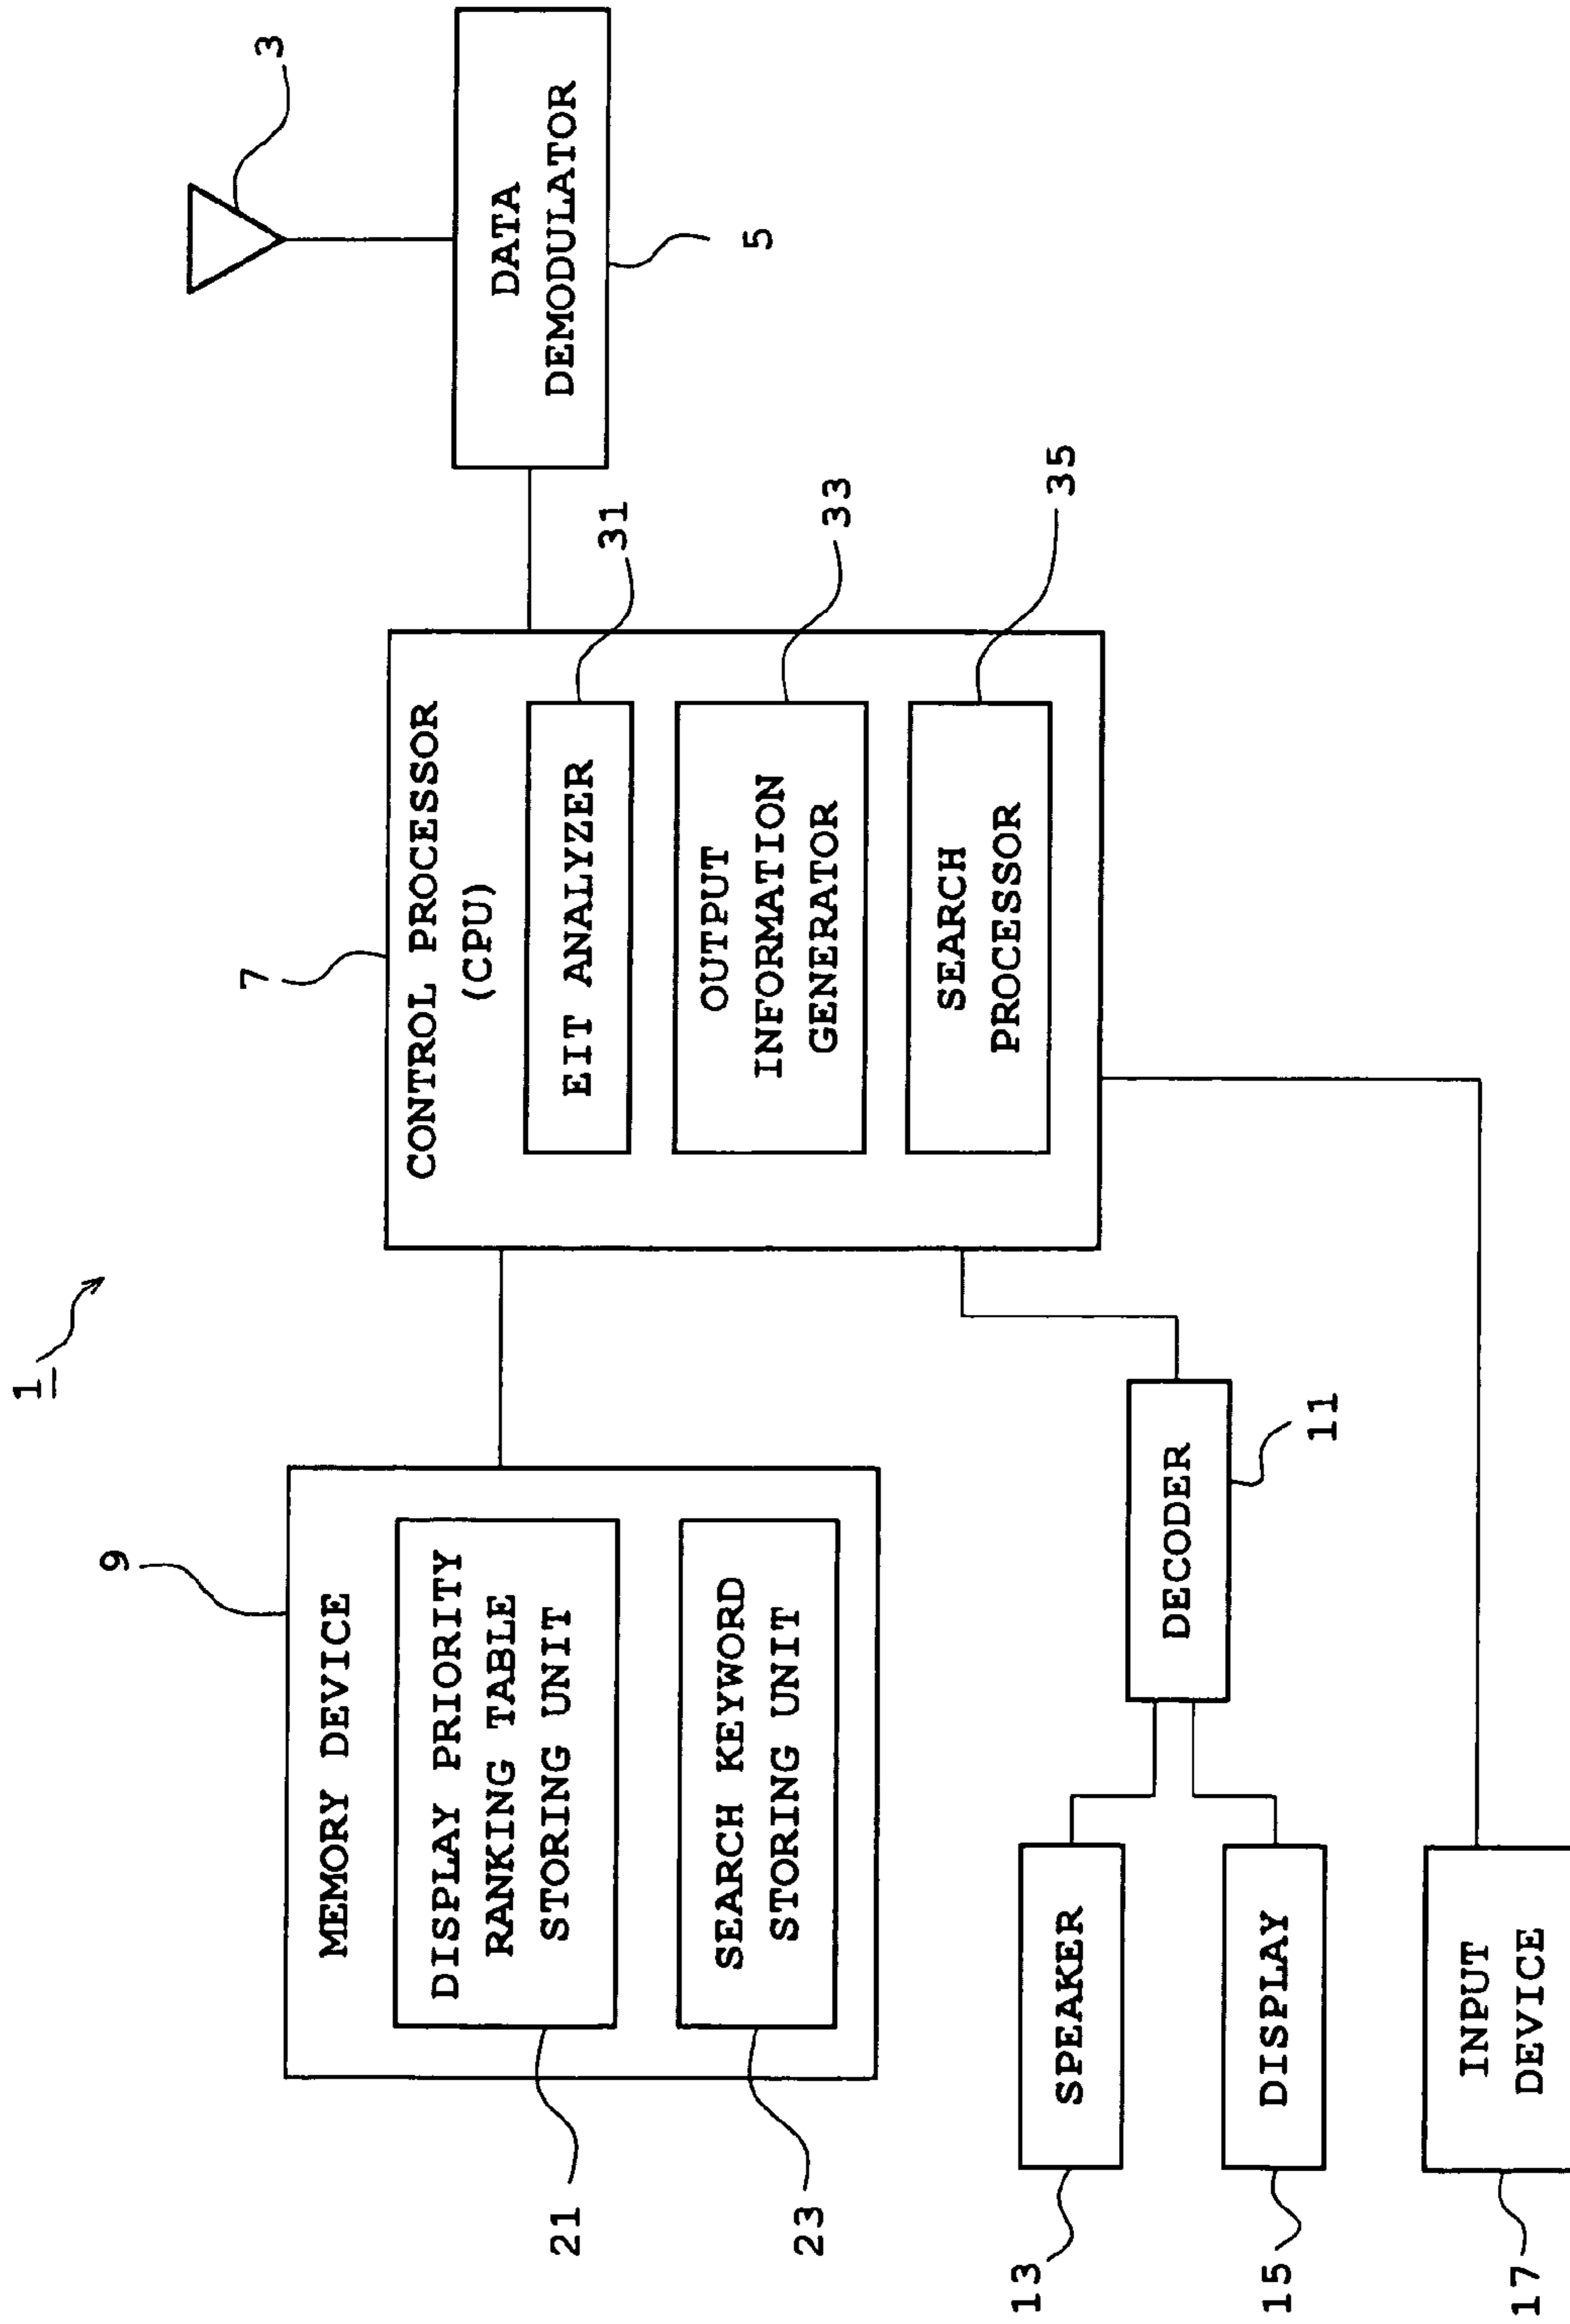 1
9
MEMORY DEVICE
DISPLAY PRIORITY
RANKING TABLE
STORING UNIT
21
SEARCH KEYWORD
STORING UNIT
23
7
CONTROL PROCESSOR
(CPU)
EIT ANALYZER
31
OUTPUT
INFORMATION
GENERATOR
33
SEARCH
PROCESSOR
35
3
DATA
DEMODULATOR
5
DECODER
11
SPEAKER
13
DISPLAY
15
INPUT
DEVICE
17